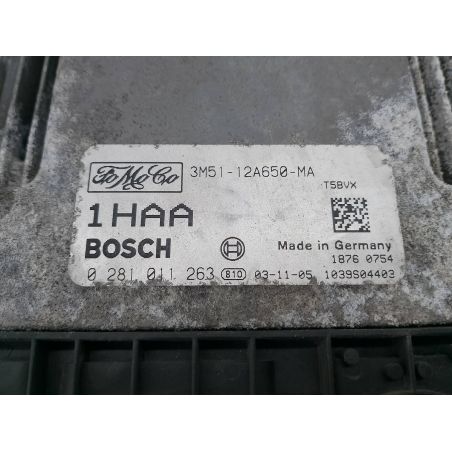 FoMoCo 3M51-12A650-MA
T5BVX
1HAA
BOSCH Made in Germany
1876 0754
0 281 011 263 B10 03-11-05 1039S04403